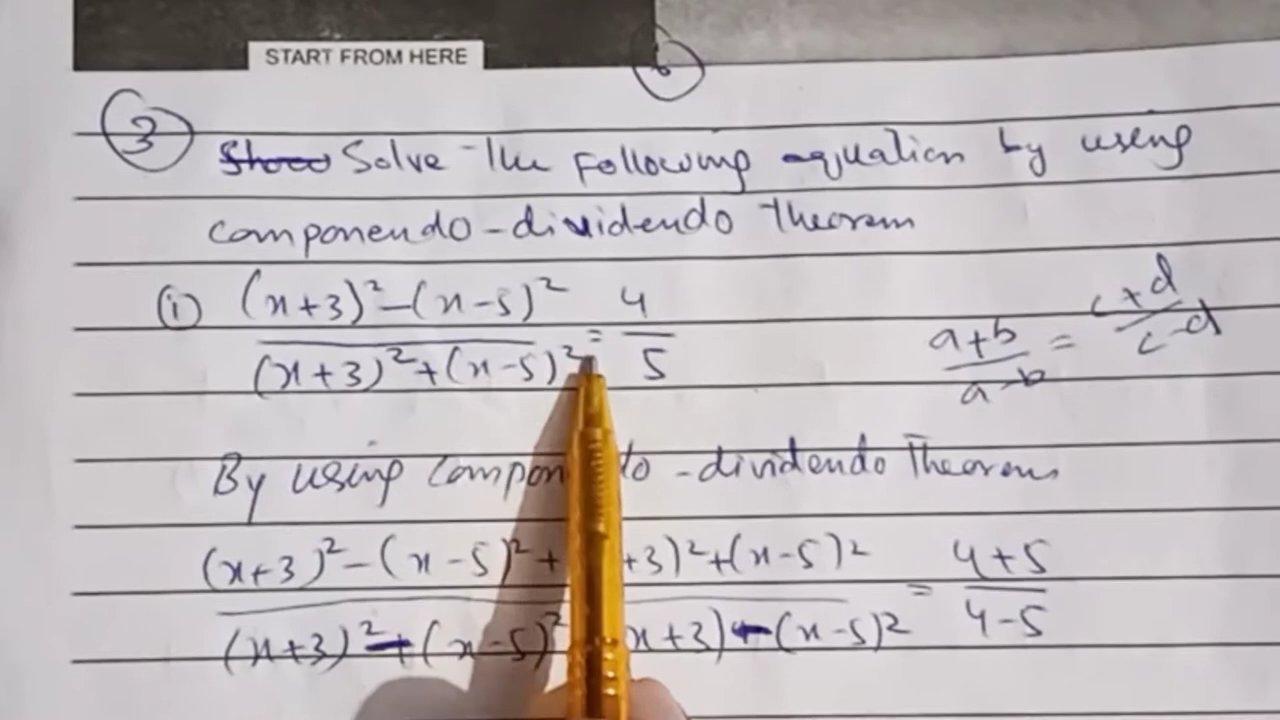 START FROM HERE
3
Solve the following equation by using
componendo-dividendo theorem
(i) (x+3)²-(x-5)² / (x+3)²+(x-5)² = 4/5
a+b / a-b = c+d / c-d
By using -dividendo Theorem
(x+3)²-(x-5)²+ +3)²+(x-5)² = 4+5
(x+3)²-(x-5)² x+3)-(x-5)² 4-5